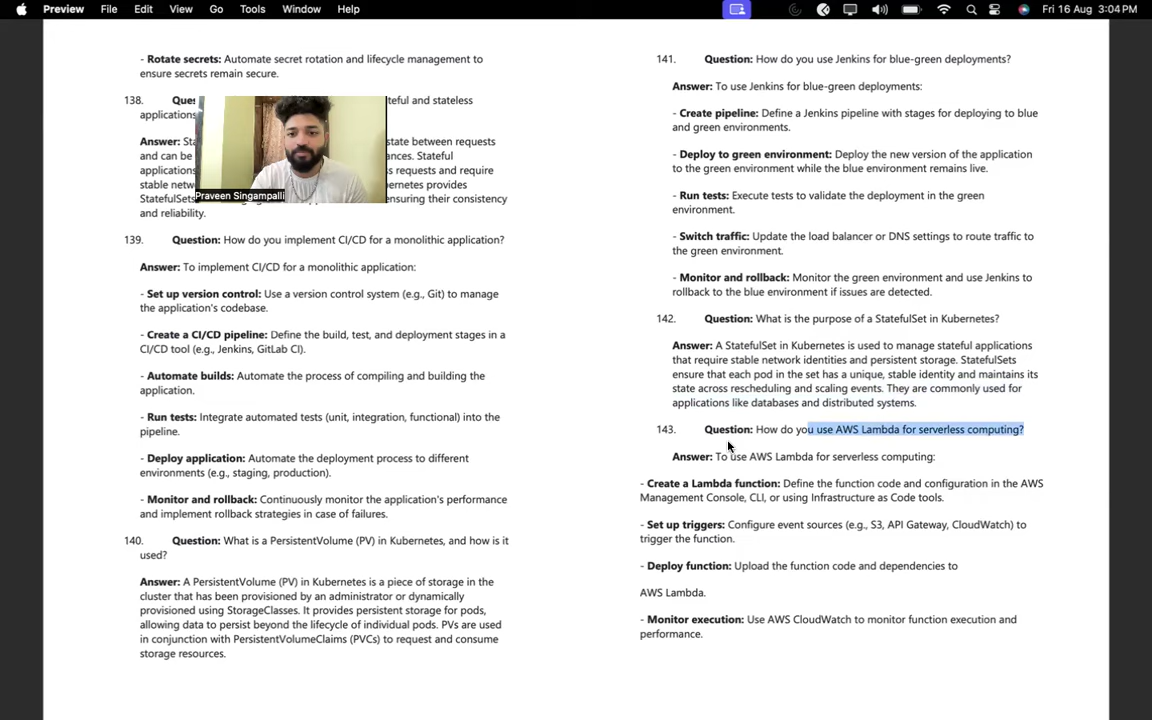 Preview File Edit View Go Tools Window Help Fri 16 Aug 3:04 PM
- Rotate secrets: Automate secret rotation and lifecycle management to
ensure secrets remain secure.
138. Ques teful and stateless
applications
Answer: Sta state between requests
and can be ances. Stateful
applications s requests and require
stable netw ernetes provides
StatefulSets ensuring their consistency
and reliability.
Praveen Singampalli
139. Question: How do you implement CI/CD for a monolithic application?
Answer: To implement CI/CD for a monolithic application:
- Set up version control: Use a version control system (e.g., Git) to manage
the application's codebase.
- Create a CI/CD pipeline: Define the build, test, and deployment stages in a
CI/CD tool (e.g., Jenkins, GitLab CI).
- Automate builds: Automate the process of compiling and building the
application.
- Run tests: Integrate automated tests (unit, integration, functional) into the
pipeline.
- Deploy application: Automate the deployment process to different
environments (e.g., staging, production).
- Monitor and rollback: Continuously monitor the application's performance
and implement rollback strategies in case of failures.
140. Question: What is a PersistentVolume (PV) in Kubernetes, and how is it
used?
Answer: A PersistentVolume (PV) in Kubernetes is a piece of storage in the
cluster that has been provisioned by an administrator or dynamically
provisioned using StorageClasses. It provides persistent storage for pods,
allowing data to persist beyond the lifecycle of individual pods. PVs are used
in conjunction with PersistentVolumeClaims (PVCs) to request and consume
storage resources.
141. Question: How do you use Jenkins for blue-green deployments?
Answer: To use Jenkins for blue-green deployments:
- Create pipeline: Define a Jenkins pipeline with stages for deploying to blue
and green environments.
- Deploy to green environment: Deploy the new version of the application
to the green environment while the blue environment remains live.
- Run tests: Execute tests to validate the deployment in the green
environment.
- Switch traffic: Update the load balancer or DNS settings to route traffic to
the green environment.
- Monitor and rollback: Monitor the green environment and use Jenkins to
rollback to the blue environment if issues are detected.
142. Question: What is the purpose of a StatefulSet in Kubernetes?
Answer: A StatefulSet in Kubernetes is used to manage stateful applications
that require stable network identities and persistent storage. StatefulSets
ensure that each pod in the set has a unique, stable identity and maintains its
state across rescheduling and scaling events. They are commonly used for
applications like databases and distributed systems.
143. Question: How do you use AWS Lambda for serverless computing?
Answer: To use AWS Lambda for serverless computing:
- Create a Lambda function: Define the function code and configuration in the AWS
Management Console, CLI, or using Infrastructure as Code tools.
- Set up triggers: Configure event sources (e.g., S3, API Gateway, CloudWatch) to
trigger the function.
- Deploy function: Upload the function code and dependencies to
AWS Lambda.
- Monitor execution: Use AWS CloudWatch to monitor function execution and
performance.